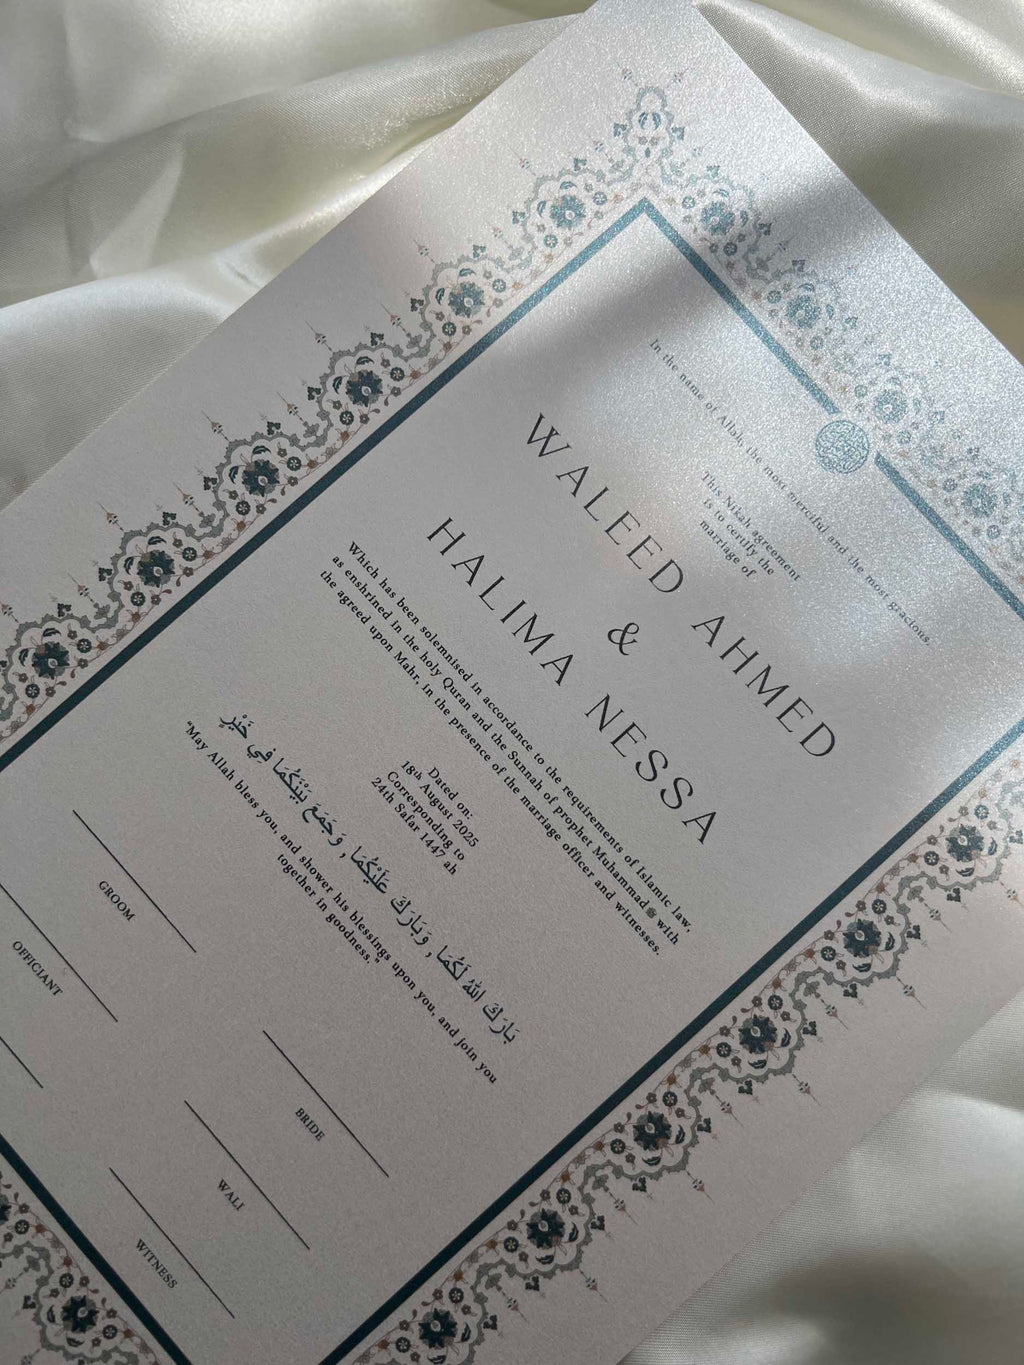 In the name of Allah, the most merciful and the most gracious.
This Nikah agreement
is to certify the
marriage of
WALEED AHMED
&
HALIMA NESSA
Which has been solemnised in accordance to the requirements of Islamic law,
as enshrined in the holy Quran and the Sunnah of prophet Muhammadﷺ with
the agreed upon Mahr, in the presence of the marriage officer and witnesses.
Dated on:
18th August 2025
Corresponding to
24th Safar 1447 ah
بَارَكَ اللهُ لَكُمَا, وَبَارَكَ عَلَيْكُمَا, وَجَمَعَ بَيْنَكُمَا فِي خَيْرٍ
"May Allah bless you, and shower his blessings upon you, and join you
together in goodness."
GROOM
BRIDE
OFFICIANT
WALI
WITNESS